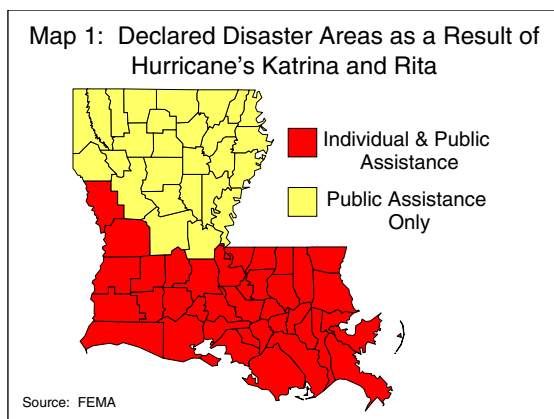 Map 1:  Declared Disaster Areas as a Result of
Hurricane's Katrina and Rita
Individual & Public
Assistance
Public Assistance
Only
Source:  FEMA